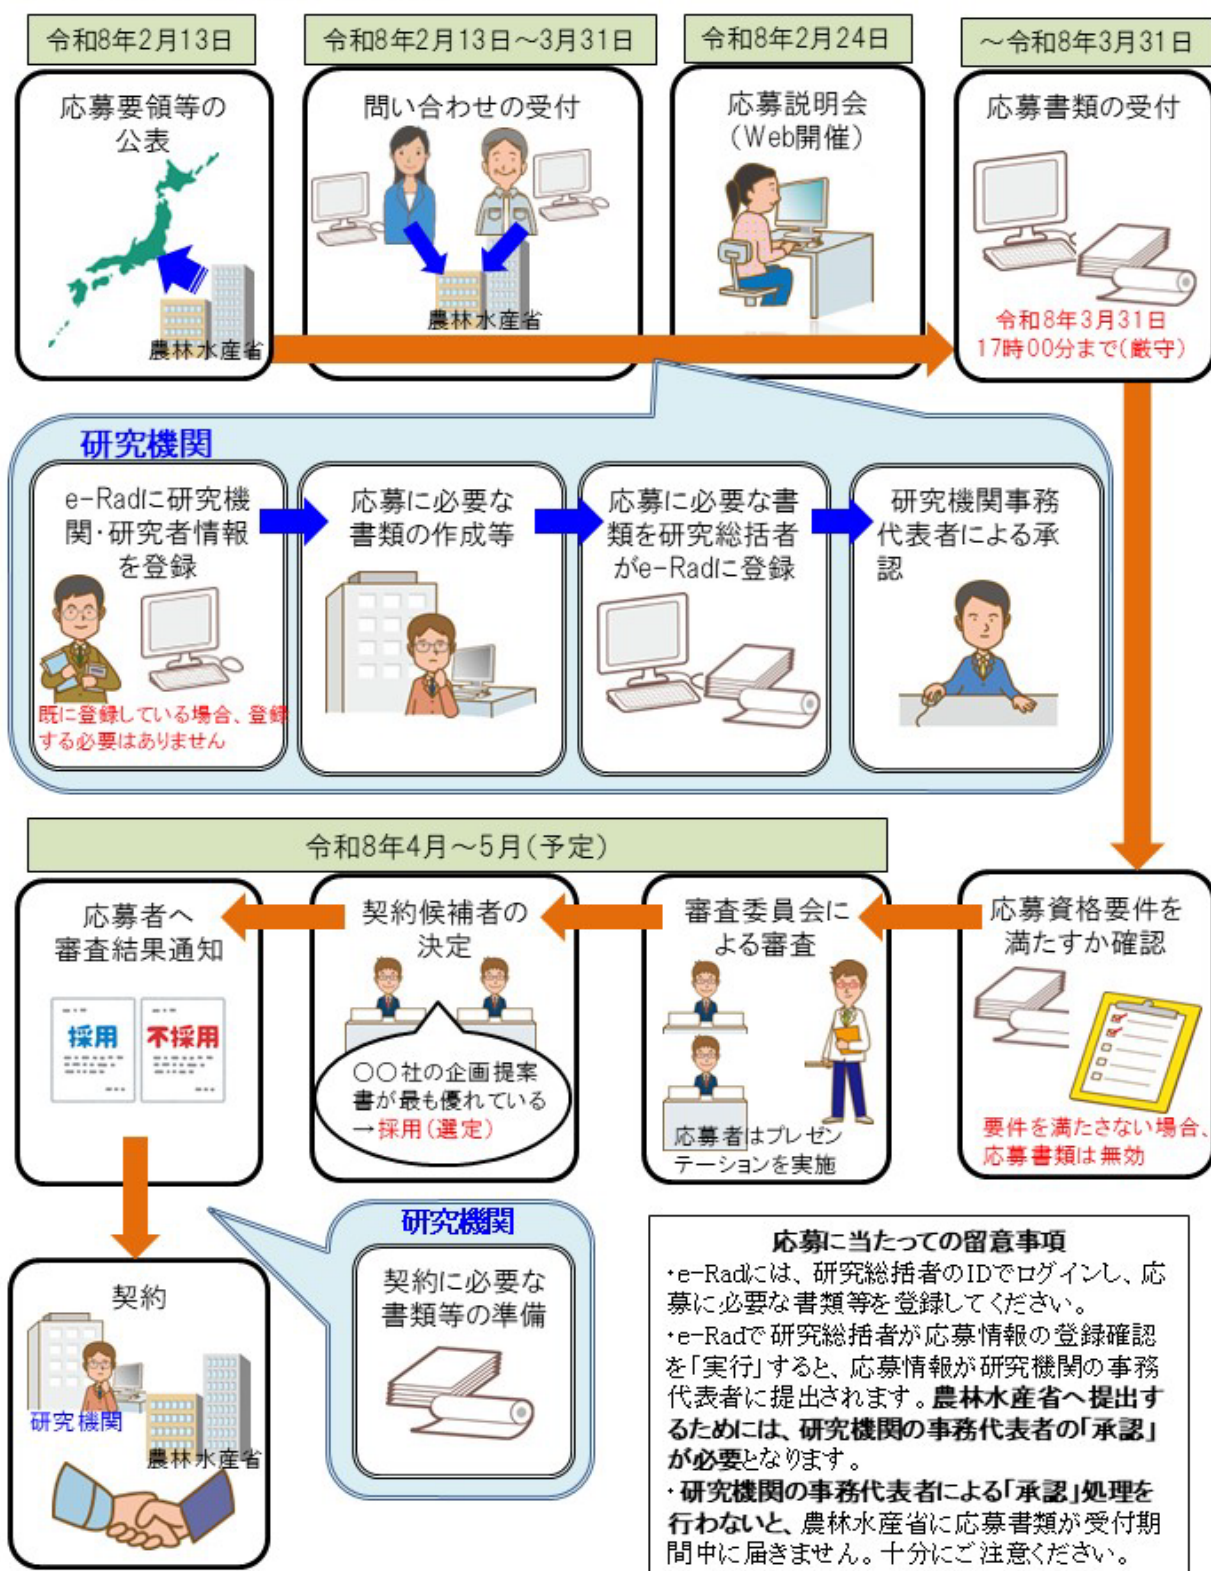 令和8年2月13日
令和8年2月13日～3月31日
令和8年2月24日
～令和8年3月31日
応募要領等の
公表
農林水産省
問い合わせの受付
農林水産省
応募説明会
(Web開催)
応募書類の受付
令和8年3月31日
17時00分まで(厳守)
研究機関
e-Radに研究機
関・研究者情報
を登録
既に登録している場合、登録
する必要はありません
応募に必要な
書類の作成等
応募に必要な書
類を研究総括者
がe-Radに登録
研究機関事務
代表者による承
認
令和8年4月～5月(予定)
応募資格要件を
満たすか確認
要件を満たさない場合、
応募書類は無効
審査委員会に
よる審査
応募者はプレゼン
テーションを実施
契約候補者の
決定
〇〇社の企画提案
書が最も優れている
→採用(選定)
応募者へ
審査結果通知
採用
不採用
契約
研究機関
農林水産省
研究機関
契約に必要な
書類等の準備
応募に当たっての留意事項
・e-Radには、研究総括者のIDでログインし、応
募に必要な書類等を登録してください。
・e-Radで研究総括者が応募情報の登録確認
を「実行」すると、応募情報が研究機関の事務
代表者に提出されます。農林水産省へ提出す
るためには、研究機関の事務代表者の「承認」
が必要となります。
・研究機関の事務代表者による「承認」処理を
行わないと、農林水産省に応募書類が受付期
間中に届きません。十分にご注意ください。